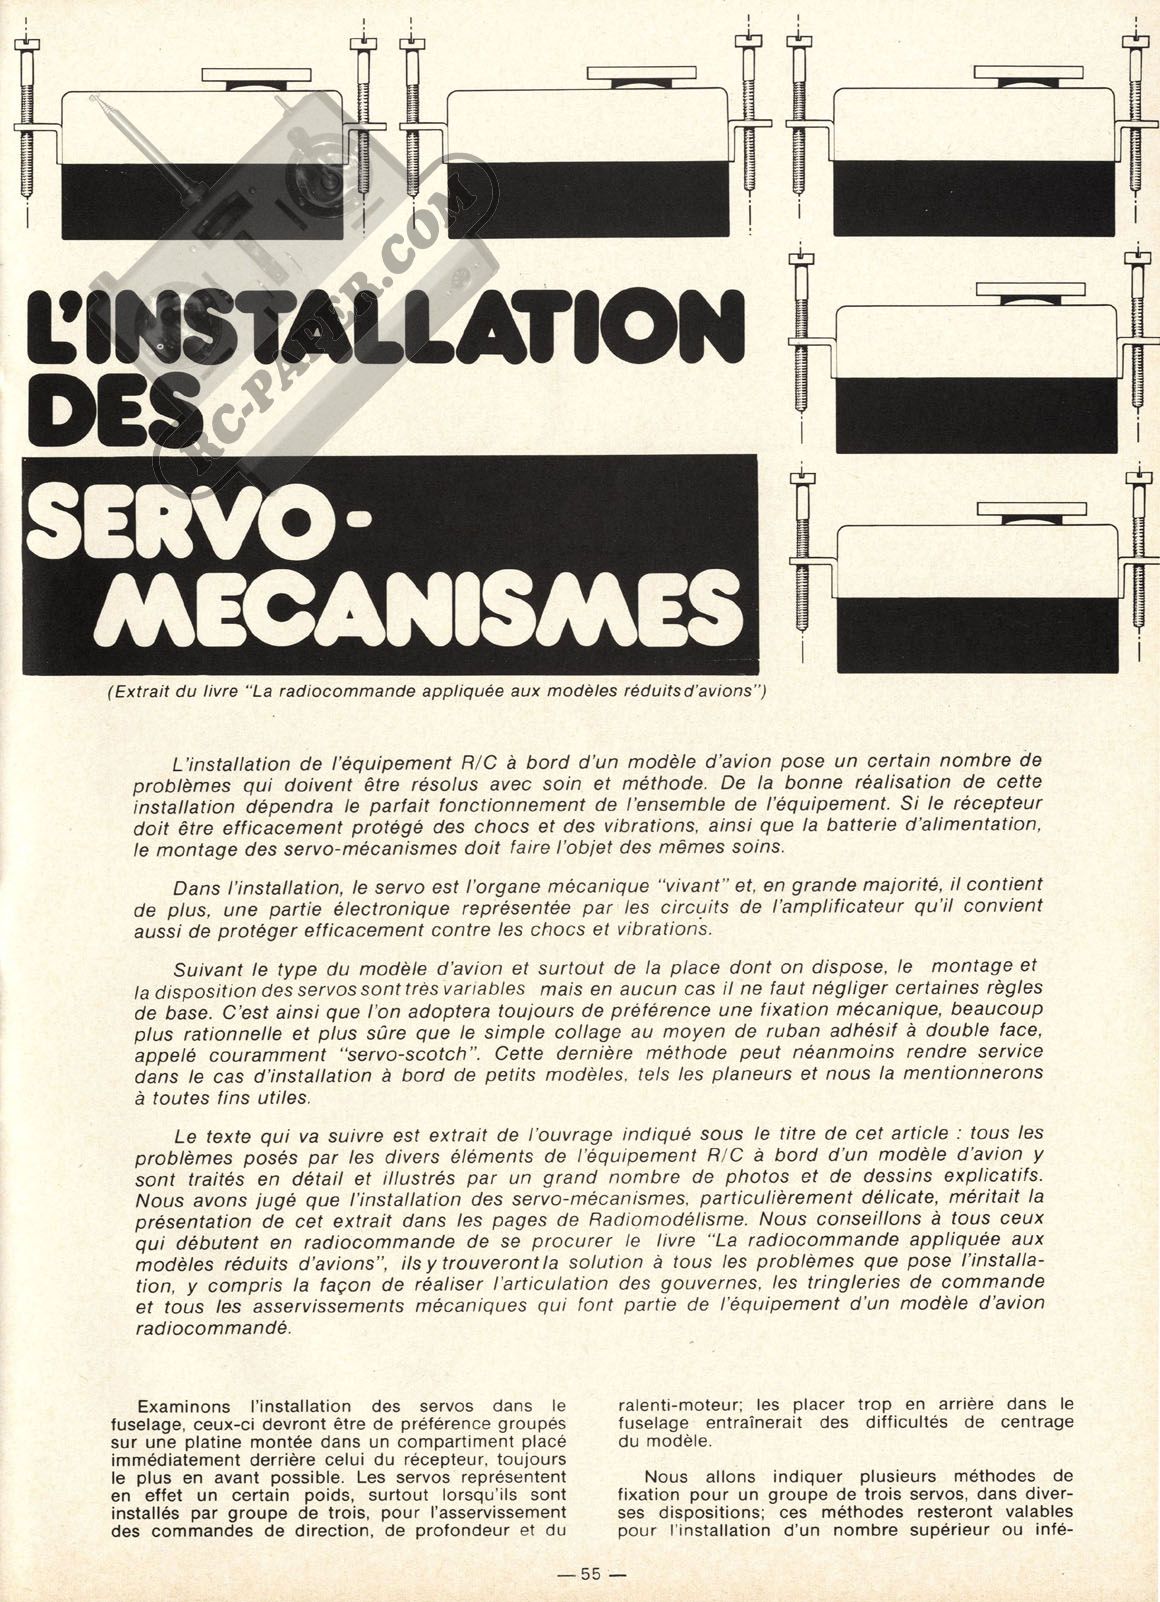 L'INSTALLATION
DES
SERVO-
MECANISMES
RC-PAPER.COM
(Extrait du livre "La radiocommande appliquée aux modèles réduits d'avions")
L'installation de l'équipement R/C à bord d'un modèle d'avion pose un certain nombre de
problèmes qui doivent être résolus avec soin et méthode. De la bonne réalisation de cette
installation dépendra le parfait fonctionnement de l'ensemble de l'équipement. Si le récepteur
doit être efficacement protégé des chocs et des vibrations, ainsi que la batterie d'alimentation,
le montage des servo-mécanismes doit faire l'objet des mêmes soins.
Dans l'installation, le servo est l'organe mécanique "vivant" et, en grande majorité, il contient
de plus, une partie électronique représentée par les circuits de l'amplificateur qu'il convient
aussi de protéger efficacement contre les chocs et vibrations.
Suivant le type du modèle d'avion et surtout de la place dont on dispose, le montage et
la disposition des servos sont très variables mais en aucun cas il ne faut négliger certaines règles
de base. C'est ainsi que l'on adoptera toujours de préférence une fixation mécanique, beaucoup
plus rationnelle et plus sûre que le simple collage au moyen de ruban adhésif à double face,
appelé couramment "servo-scotch". Cette dernière méthode peut néanmoins rendre service
dans le cas d'installation à bord de petits modèles, tels les planeurs et nous la mentionnerons
à toutes fins utiles.
Le texte qui va suivre est extrait de l'ouvrage indiqué sous le titre de cet article : tous les
problèmes posés par les divers éléments de l'équipement R/C à bord d'un modèle d'avion y
sont traités en détail et illustrés par un grand nombre de photos et de dessins explicatifs.
Nous avons jugé que l'installation des servo-mécanismes, particulièrement délicate, méritait la
présentation de cet extrait dans les pages de Radiomodélisme. Nous conseillons à tous ceux
qui débutent en radiocommande de se procurer le livre "La radiocommande appliquée aux
modèles réduits d'avions", ils y trouveront la solution à tous les problèmes que pose l'installa-
tion, y compris la façon de réaliser l'articulation des gouvernes, les tringleries de commande
et tous les asservissements mécaniques qui font partie de l'équipement d'un modèle d'avion
radiocommandé.
Examinons l'installation des servos dans le
fuselage, ceux-ci devront être de préférence groupés
sur une platine montée dans un compartiment placé
immédiatement derrière celui du récepteur, toujours
le plus en avant possible. Les servos représentent
en effet un certain poids, surtout lorsqu'ils sont
installés par groupe de trois, pour l'asservissement
des commandes de direction, de profondeur et du
ralenti-moteur; les placer trop en arrière dans le
fuselage entraînerait des difficultés de centrage
du modèle.
Nous allons indiquer plusieurs méthodes de
fixation pour un groupe de trois servos, dans diver-
ses dispositions; ces méthodes resteront valables
pour l'installation d'un nombre supérieur ou infé-
— 55 —